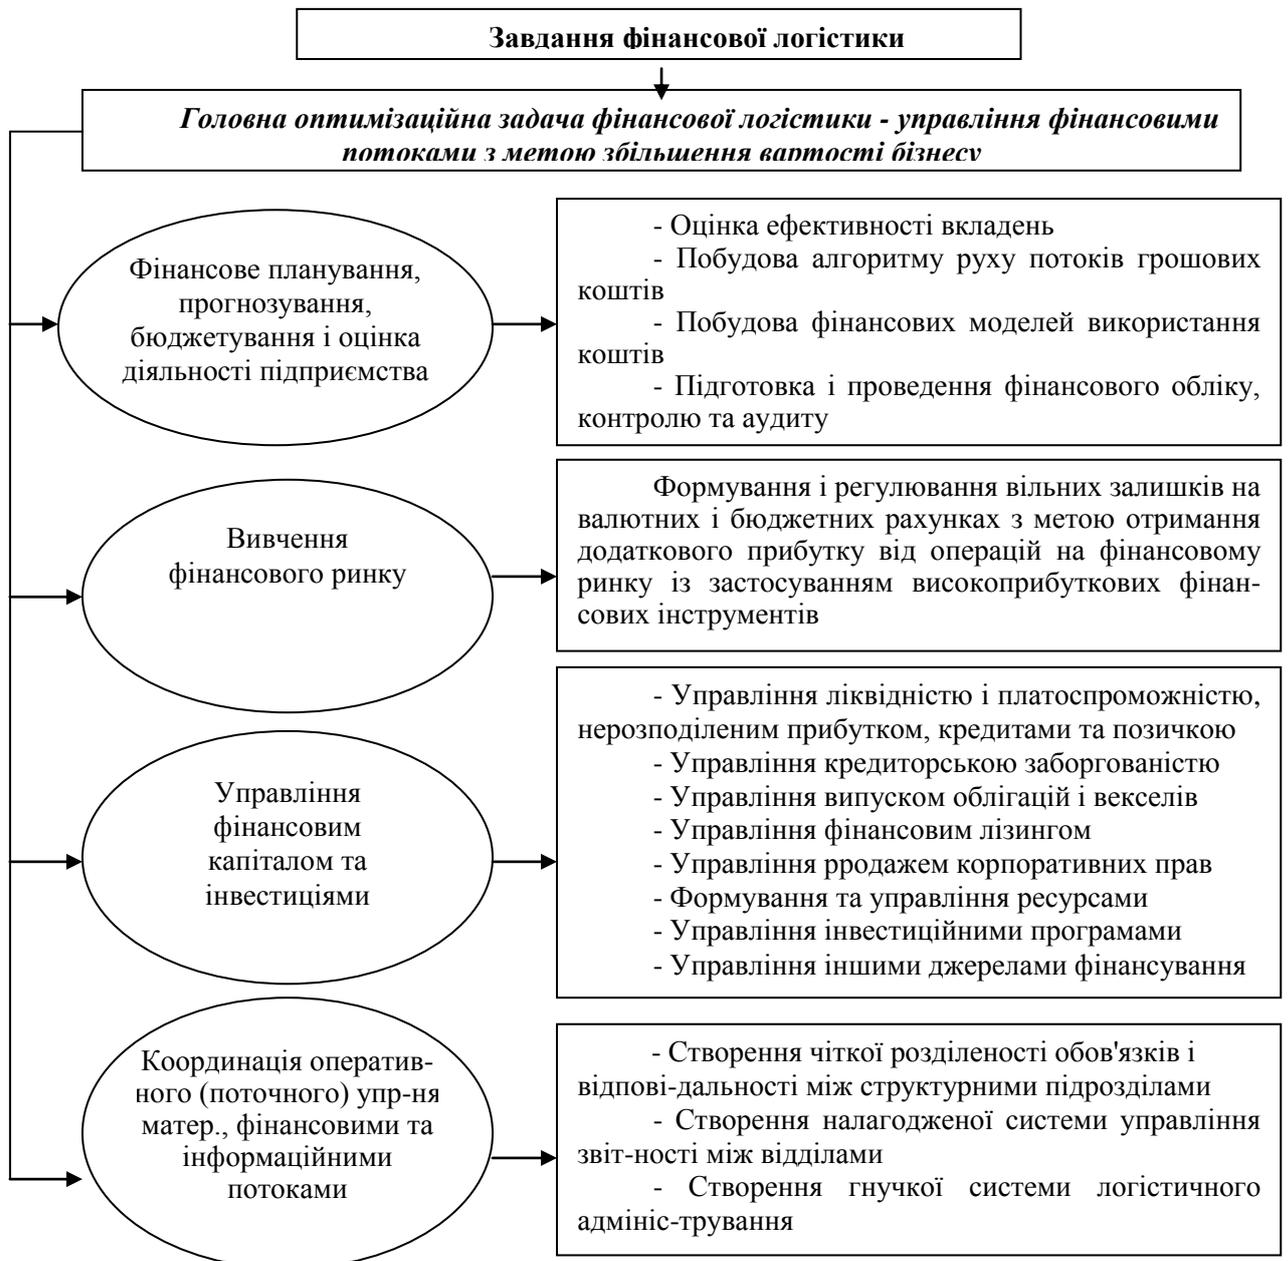 Завдання фінансової логістики
Головна оптимізаційна задача фінансової логістики - управління фінансовими
потоками з метою збільшення вартості бізнесу
Фінансове планування,
прогнозування,
бюджетування і оцінка
діяльності підприємства
- Оцінка ефективності вкладень
- Побудова алгоритму руху потоків грошових
коштів
- Побудова фінансових моделей використання
коштів
- Підготовка і проведення фінансового обліку,
контролю та аудиту
Вивчення
фінансового ринку
Формування і регулювання вільних залишків на
валютних і бюджетних рахунках з метою отримання
додаткового прибутку від операцій на фінансовому
ринку із застосуванням високоприбуткових фінан-
сових інструментів
Управління
фінансовим
капіталом та
інвестиціями
- Управління ліквідністю і платоспроможністю,
нерозподіленим прибутком, кредитами та позичкою
- Управління кредиторською заборгованістю
- Управління випуском облігацій і векселів
- Управління фінансовим лізингом
- Управління рродажем корпоративних прав
- Формування та управління ресурсами
- Управління інвестиційними програмами
- Управління іншими джерелами фінансування
Координація оператив-
ного (поточного) упр-ня
матер., фінансовими та
інформаційними
потоками
- Створення чіткої розділеності обов'язків і
відпові-дальності між структурними підрозділами
- Створення налагодженої системи управління
звіт-ності між відділами
- Створення гнучкої системи логістичного
адмініс-трування